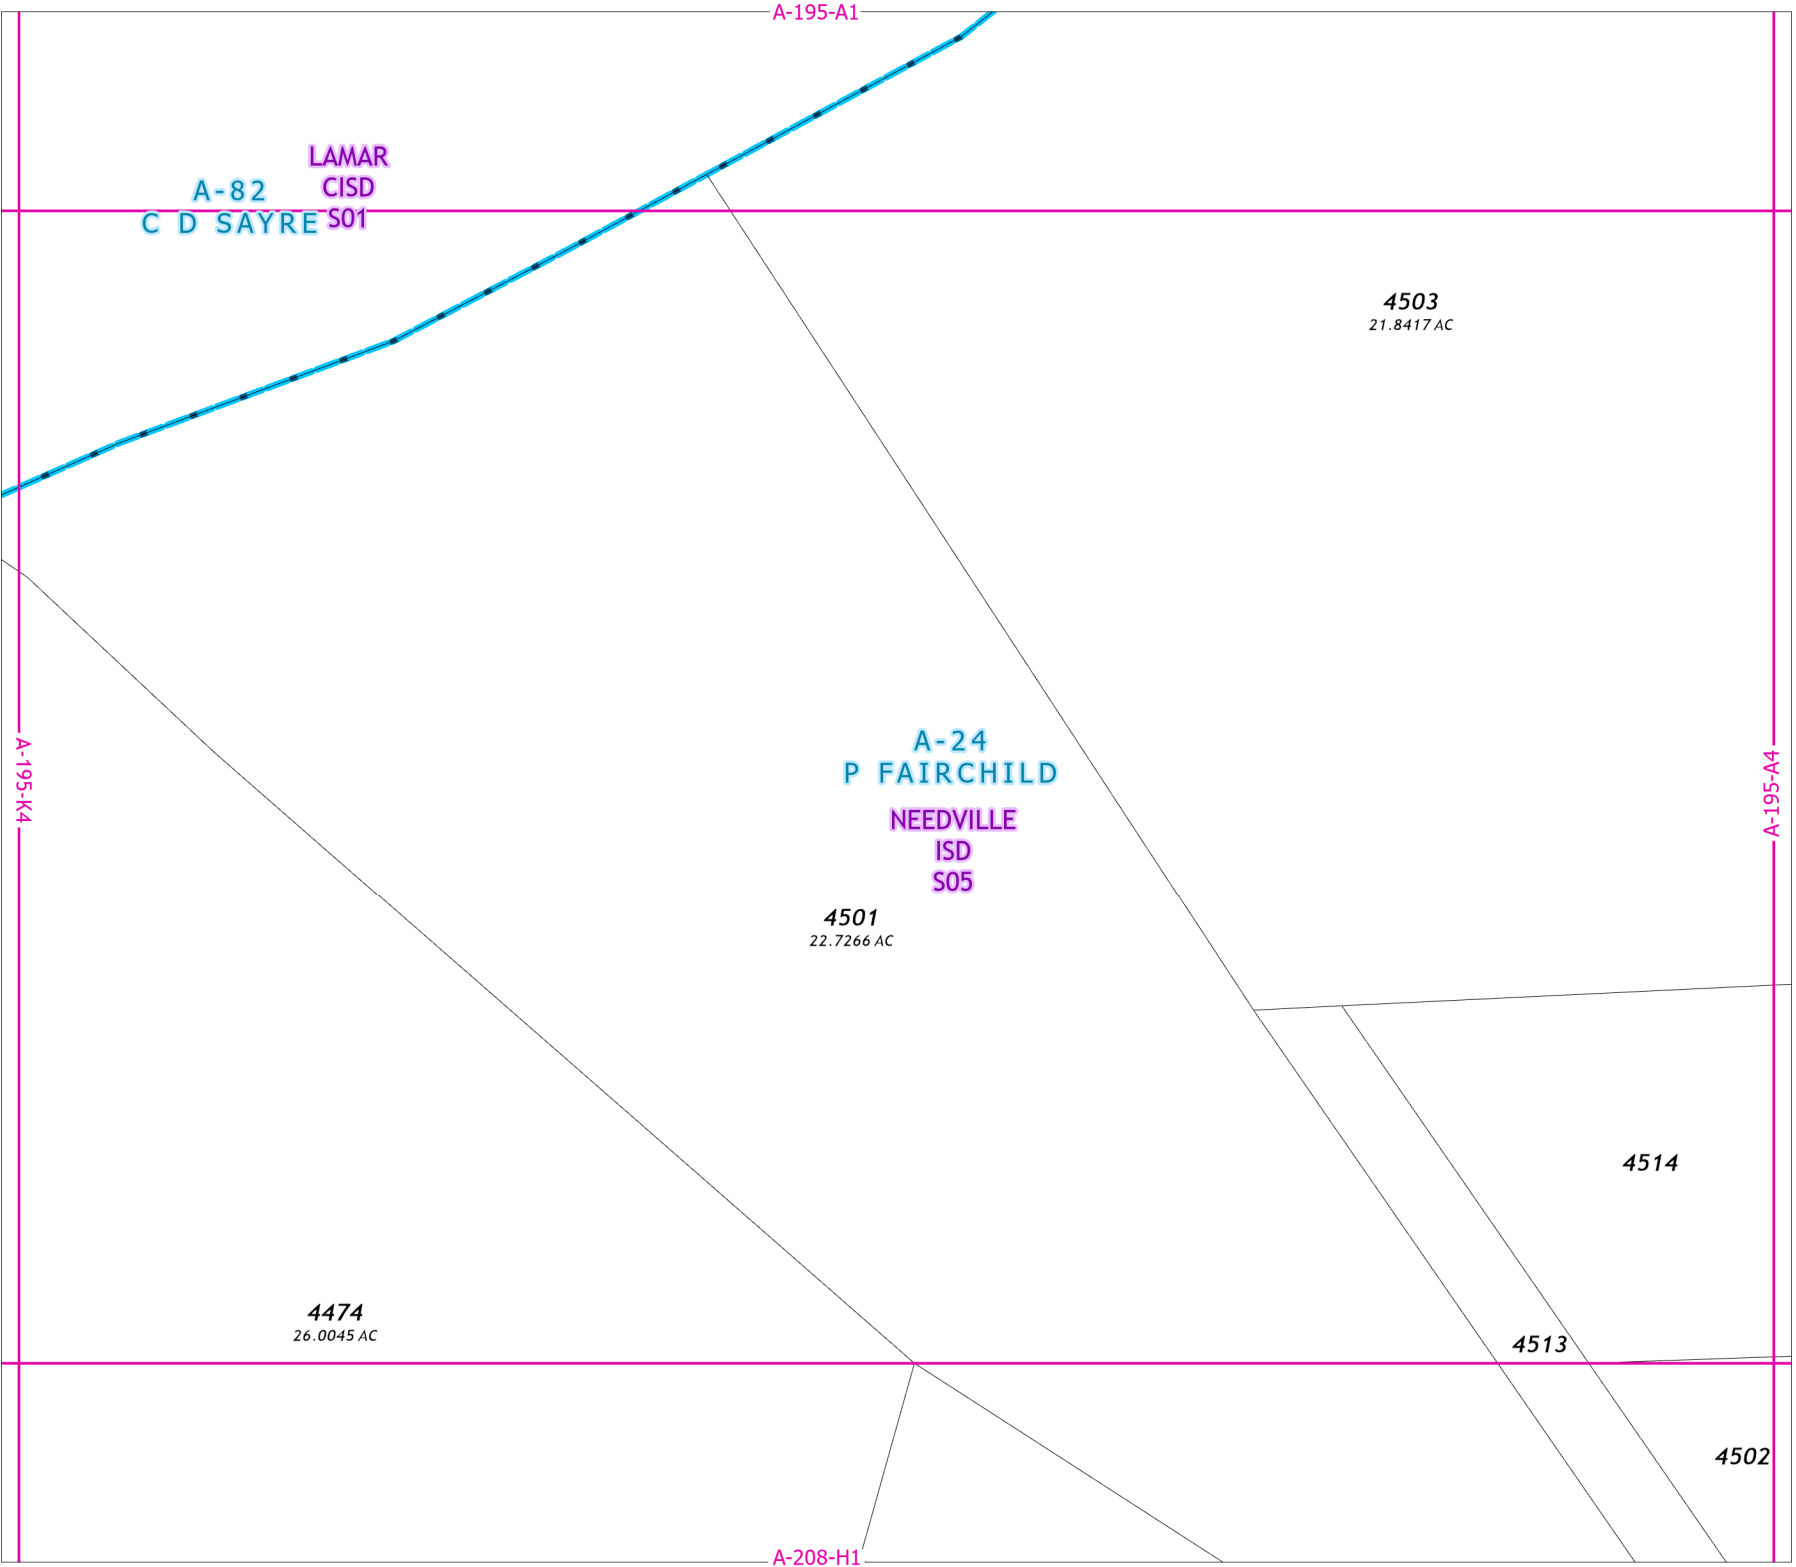 A-195-A1
LAMAR
CISD
S01
A-82
C D SAYRE
4503
21.8417 AC
A-195-K4
A-24
P FAIRCHILD
A-195-A4
NEEDVILLE
ISD
S05
4501
22.7266 AC
4514
4474
26.0045 AC
4513
4502
A-208-H1